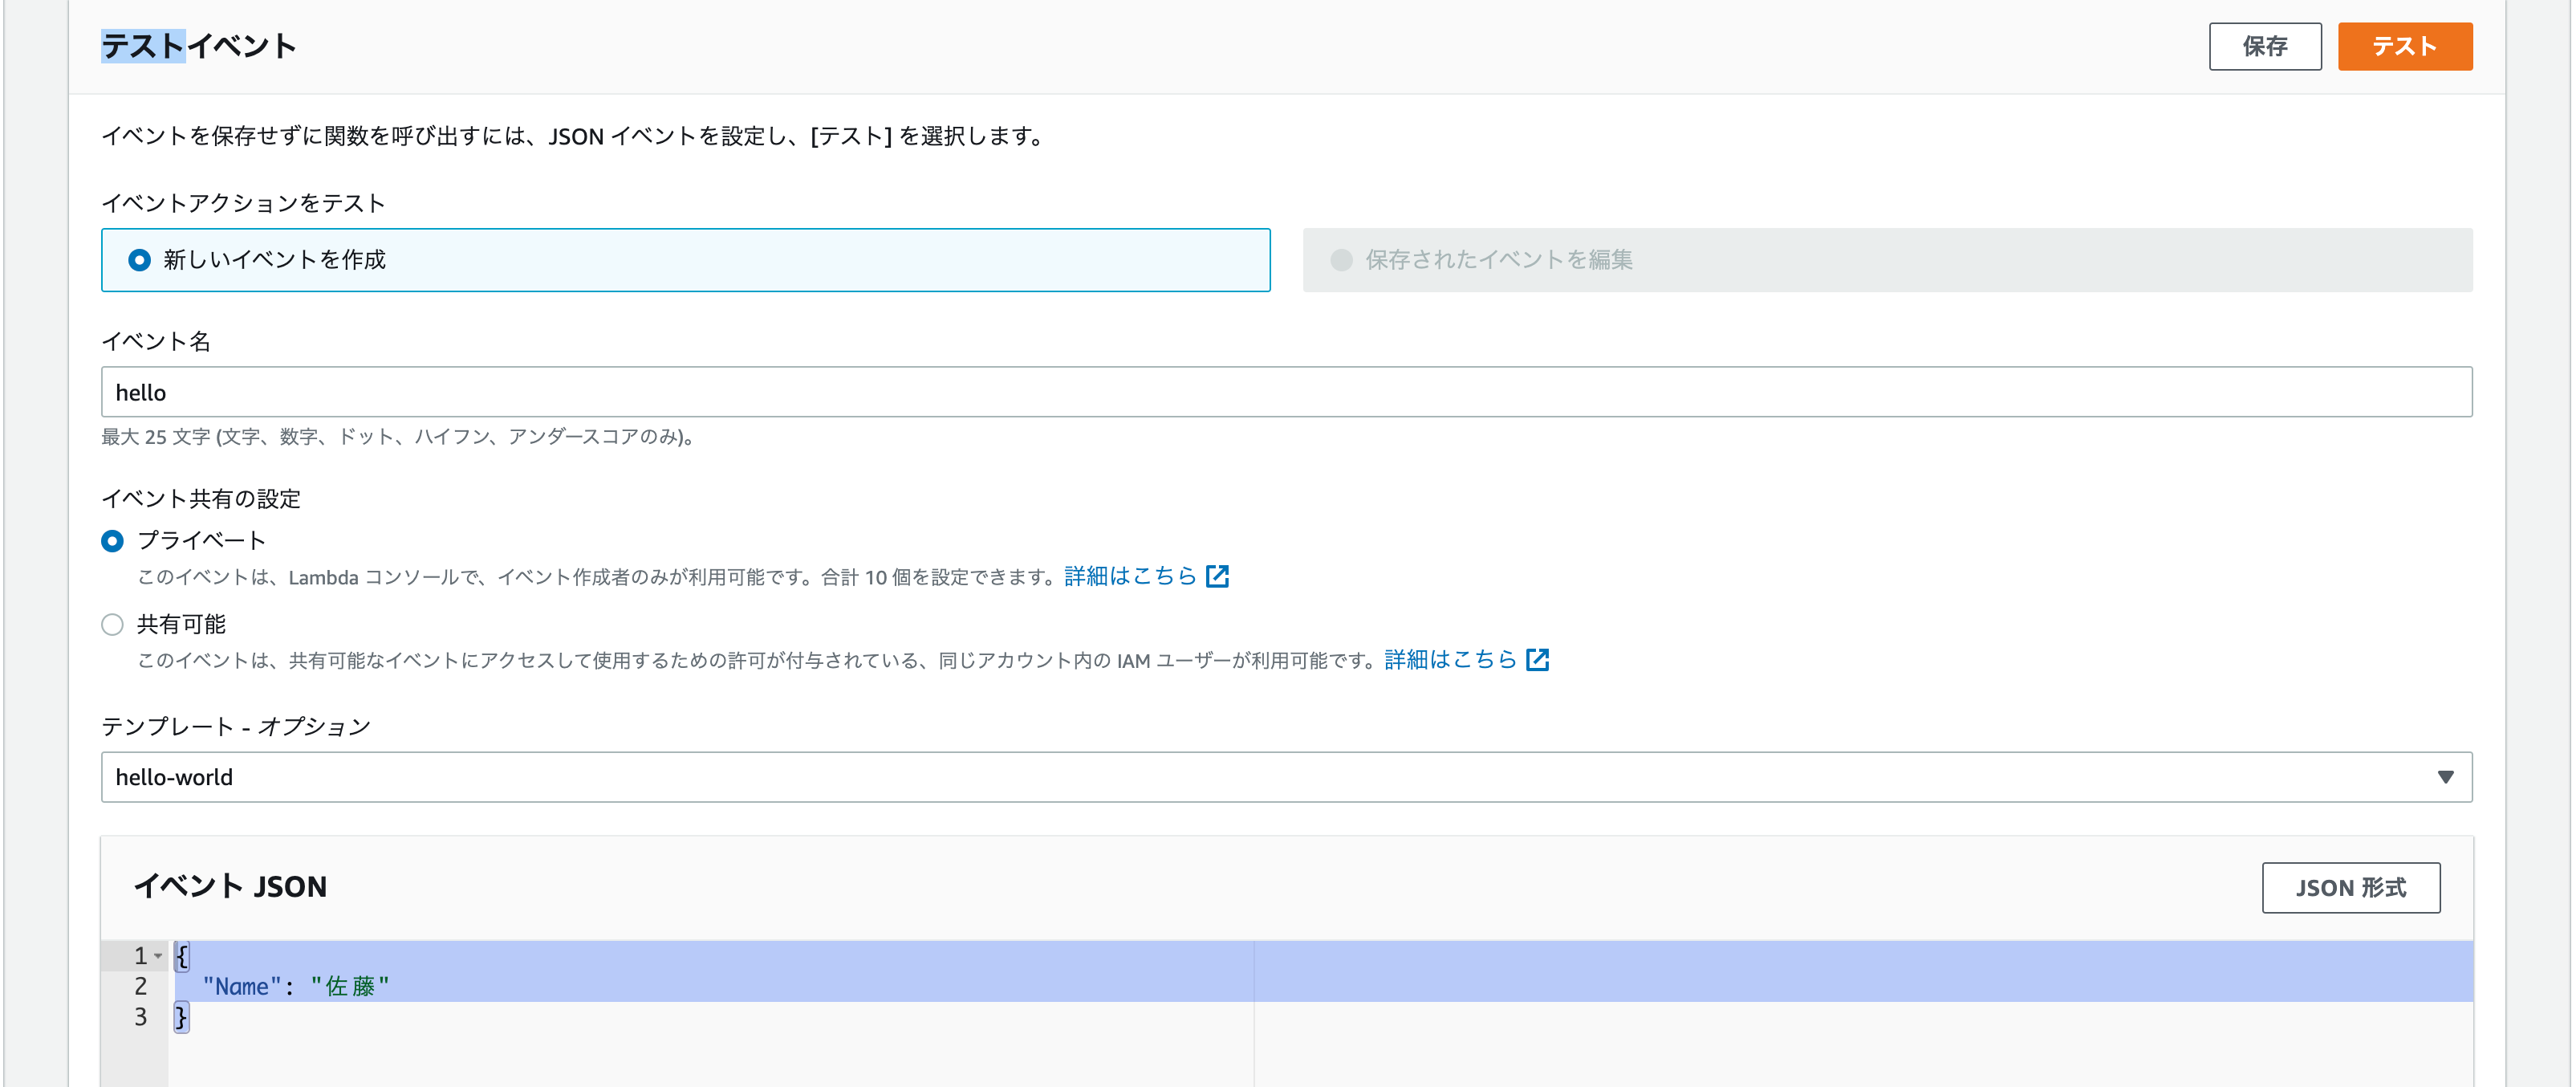 テストイベント
保存
テスト
イベントを保存せずに関数を呼び出すには、JSON イベントを設定し、[テスト] を選択します。
イベントアクションをテスト
新しいイベントを作成
保存されたイベントを編集
イベント名
hello
最大 25 文字 (文字、数字、ドット、ハイフン、アンダースコアのみ)。
イベント共有の設定
プライベート
このイベントは、Lambda コンソールで、イベント作成者のみが利用可能です。合計 10 個を設定できます。詳細はこちら
共有可能
このイベントは、共有可能なイベントにアクセスして使用するための許可が付与されている、同じアカウント内の IAM ユーザーが利用可能です。詳細はこちら
テンプレート - オプション
hello-world
イベント JSON
JSON 形式
1 {
2 "Name": "佐藤"
3 }